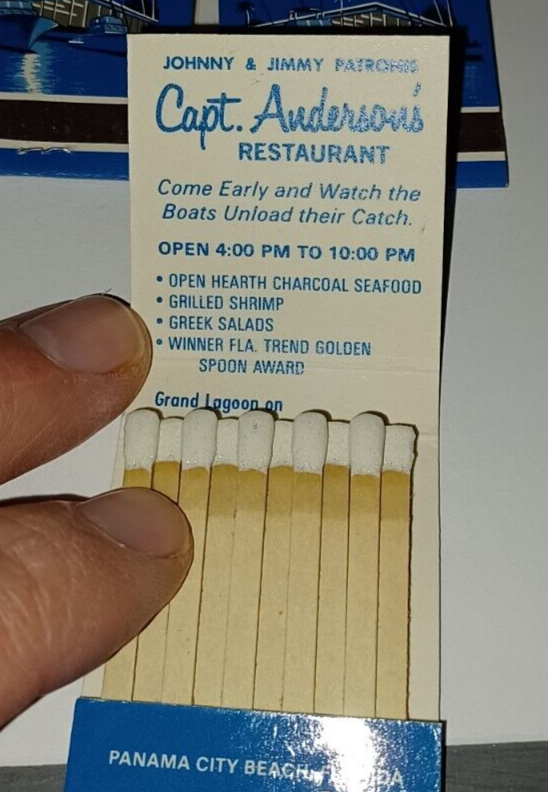 JOHNNY & JIMMY PATRONIS
Capt. Anderson's
RESTAURANT
Come Early and Watch the
Boats Unload their Catch.
OPEN 4:00 PM TO 10:00 PM
• OPEN HEARTH CHARCOAL SEAFOOD
• GRILLED SHRIMP
• GREEK SALADS
• WINNER FLA. TREND GOLDEN
SPOON AWARD
Grand Lagoon on
PANAMA CITY BEACH, FLORIDA